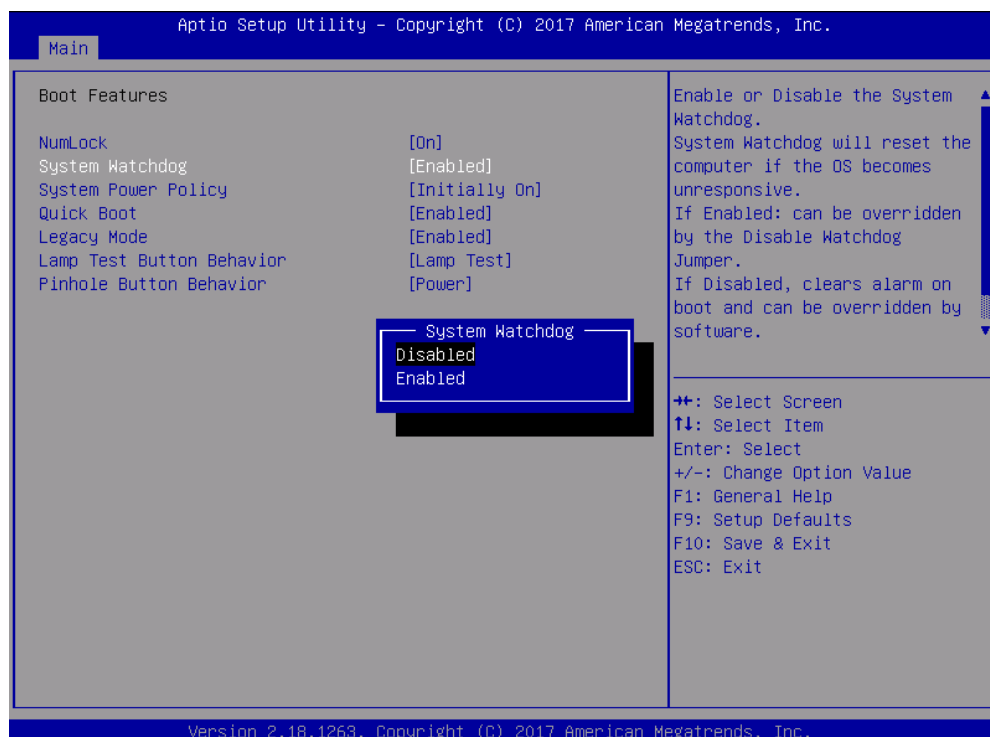 Aptio Setup Utility – Copyright (C) 2017 American Megatrends, Inc.
Main
Boot Features
NumLock [On]
System Watchdog [Enabled]
System Power Policy [Initially On]
Quick Boot [Enabled]
Legacy Mode [Enabled]
Lamp Test Button Behavior [Lamp Test]
Pinhole Button Behavior [Power]
System Watchdog
Disabled
Enabled
Enable or Disable the System
Watchdog.
System Watchdog will reset the
computer if the OS becomes
unresponsive.
If Enabled: can be overridden
by the Disable Watchdog
Jumper.
If Disabled, clears alarm on
boot and can be overridden by
software.
→←: Select Screen
↑↓: Select Item
Enter: Select
+/-: Change Option Value
F1: General Help
F9: Setup Defaults
F10: Save & Exit
ESC: Exit
Version 2.18.1263. Copyright (C) 2017 American Megatrends, Inc.